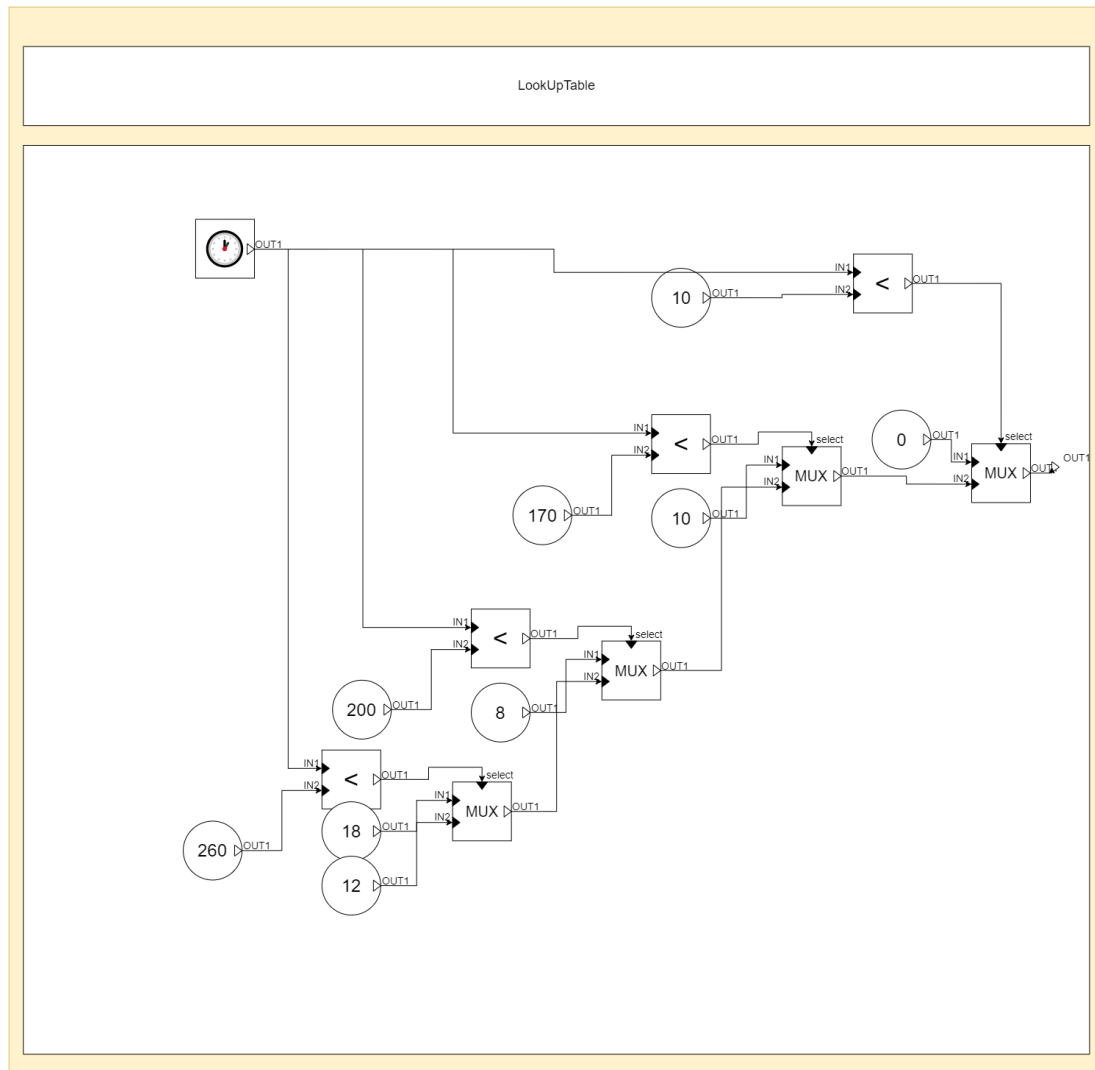 LookUpTable
OUT1
IN1
IN2
<
OUT1
10
OUT1
IN1
IN2
<
OUT1
170
OUT1
10
OUT1
select
IN1
IN2
MUX
OUT1
0
OUT1
select
IN1
IN2
MUX
OUT1
OUT1
IN1
IN2
<
OUT1
200
OUT1
8
OUT1
select
IN1
IN2
MUX
OUT1
IN1
IN2
<
OUT1
260
OUT1
18
OUT1
12
OUT1
select
IN1
IN2
MUX
OUT1